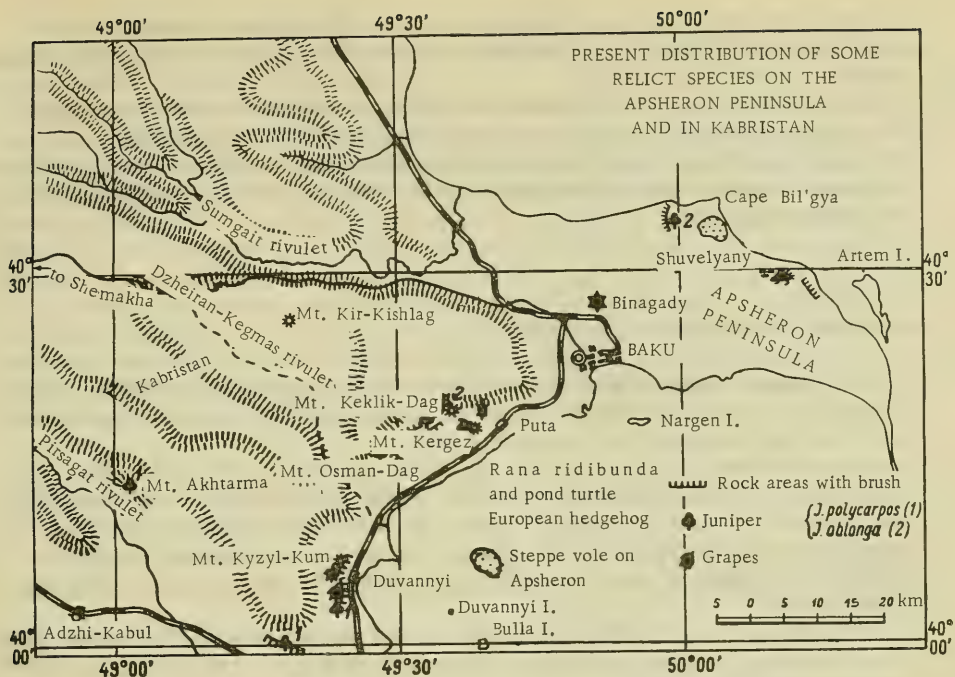 49°00'
49°30'
50°00'
PRESENT DISTRIBUTION OF SOME
RELICT SPECIES ON THE
APSHERON PENINSULA
AND IN KABRISTAN
Cape Bil'gya
2
Sumgait rivulet
Shuvelyany
Artem I.
40°
30'
40°
30'
to Shemakha
Dzheiran-Kegmas rivulet
Mt. Kir-Kishlag
Binagady
APSHERON
PENINSULA
BAKU
Kabristan
Mt. Keklik-Dag
2
Puta
Nargen I.
Mt. Kergez
Pirsagat rivulet
Mt. Akhtarma
Mt. Osman-Dag
Rana ridibunda
and pond turtle
European hedgehog
Rock areas with brush
Juniper
J. polycarpos (1)
J. oblonga (2)
Mt. Kyzyl-Kum
Duvannyi
Steppe vole on
Apsheron
Grapes
Duvannyi I.
Bulla I.
5 0 5 10 15 20 km
Adzhi-Kabul
1
40°
00'
40°
00'
49°00'
49°30'
50°00'